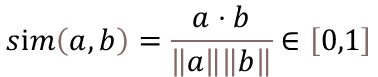 sim(a, b) = a · b / ‖a‖‖b‖ ∈ [0,1]